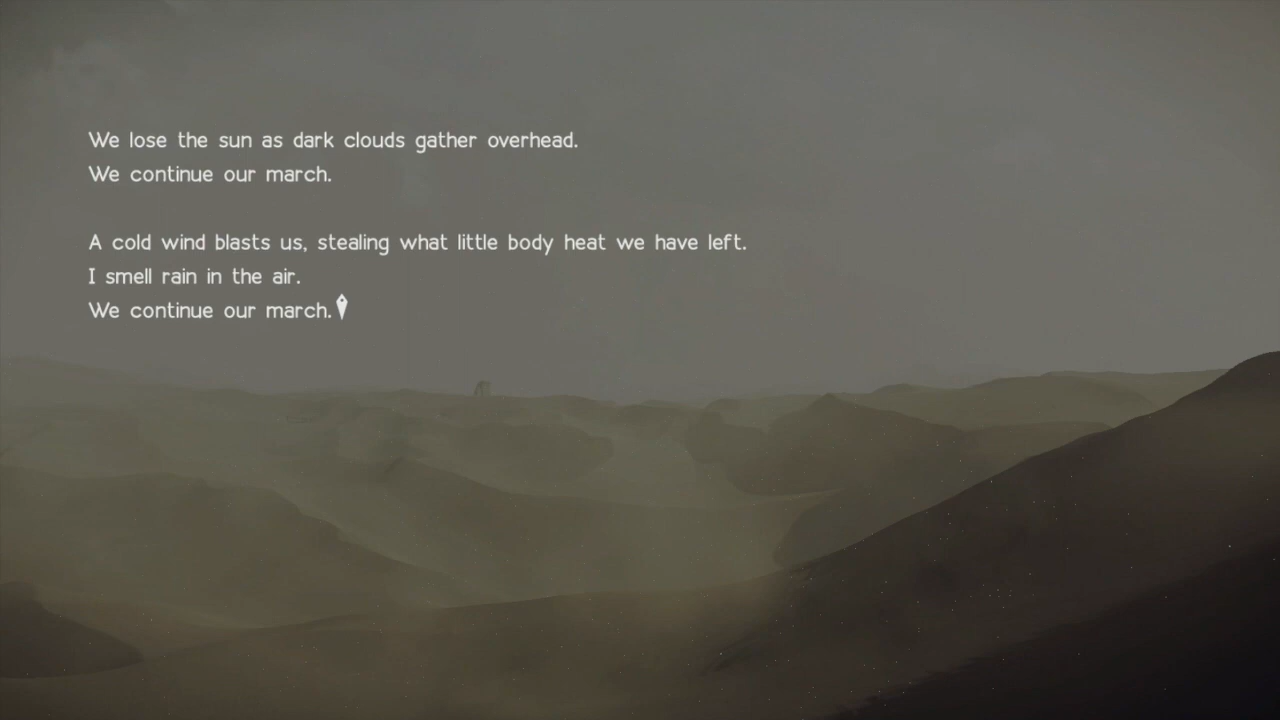 We lose the sun as dark clouds gather overhead.
We continue our march.
A cold wind blasts us, stealing what little body heat we have left.
I smell rain in the air.
We continue our march.